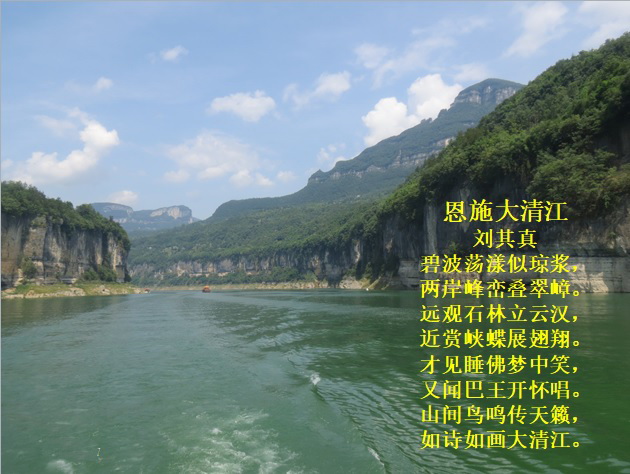 恩施大清江
刘其真
碧波荡漾似琼浆，
两岸峰峦叠翠嶂。
远观石林立云汉，
近赏峡蝶展翅翔。
才见睡佛梦中笑，
又闻巴王开怀唱。
山间鸟鸣传天籁，
如诗如画大清江。